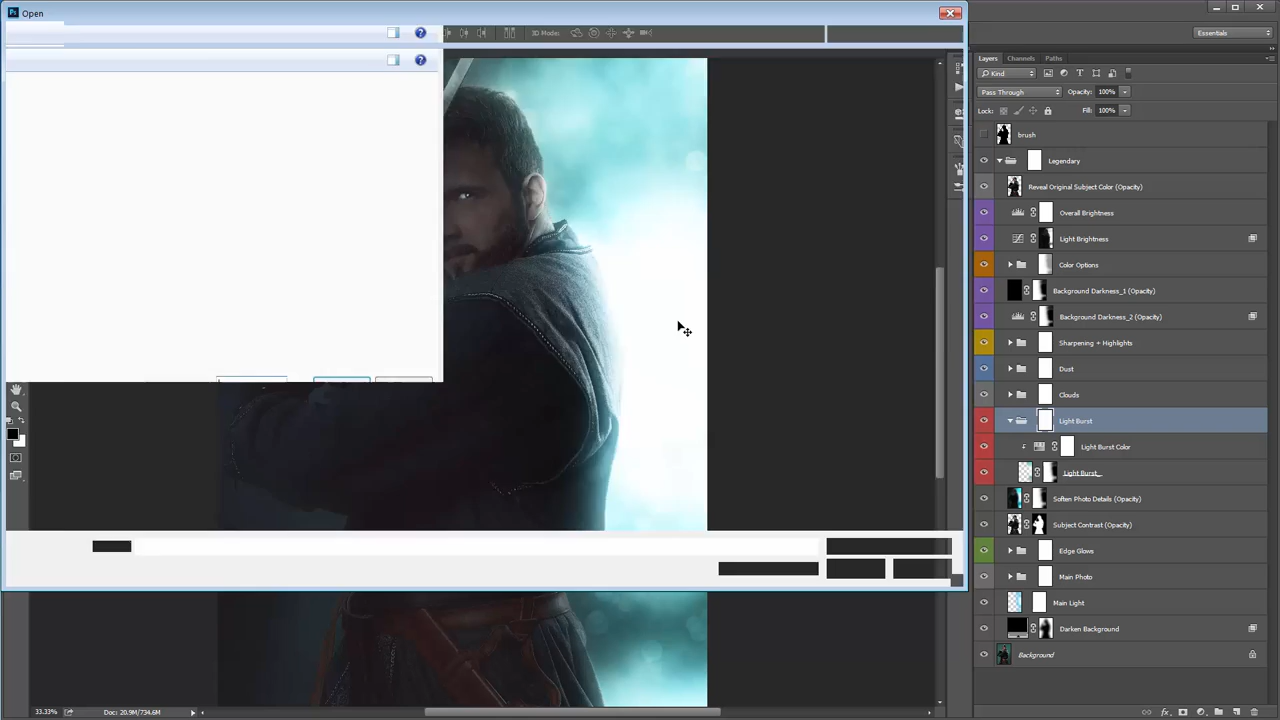 Ps Open
3D Mode:
Essentials
Layers Channels Paths
Kind
Pass Through Opacity: 100%
Lock: Fill: 100%
brush
Legendary
Reveal Original Subject Color (Opacity)
Overall Brightness
Light Brightness
Color Options
Background Darkness_1 (Opacity)
Background Darkness_2 (Opacity)
Sharpening + Highlights
Dust
Clouds
Light Burst
Light Burst Color
Light Burst_
Soften Photo Details (Opacity)
Subject Contrast (Opacity)
Edge Glows
Main Photo
Main Light
Darken Background
Background
33.33% Doc: 20.9M/734.6M